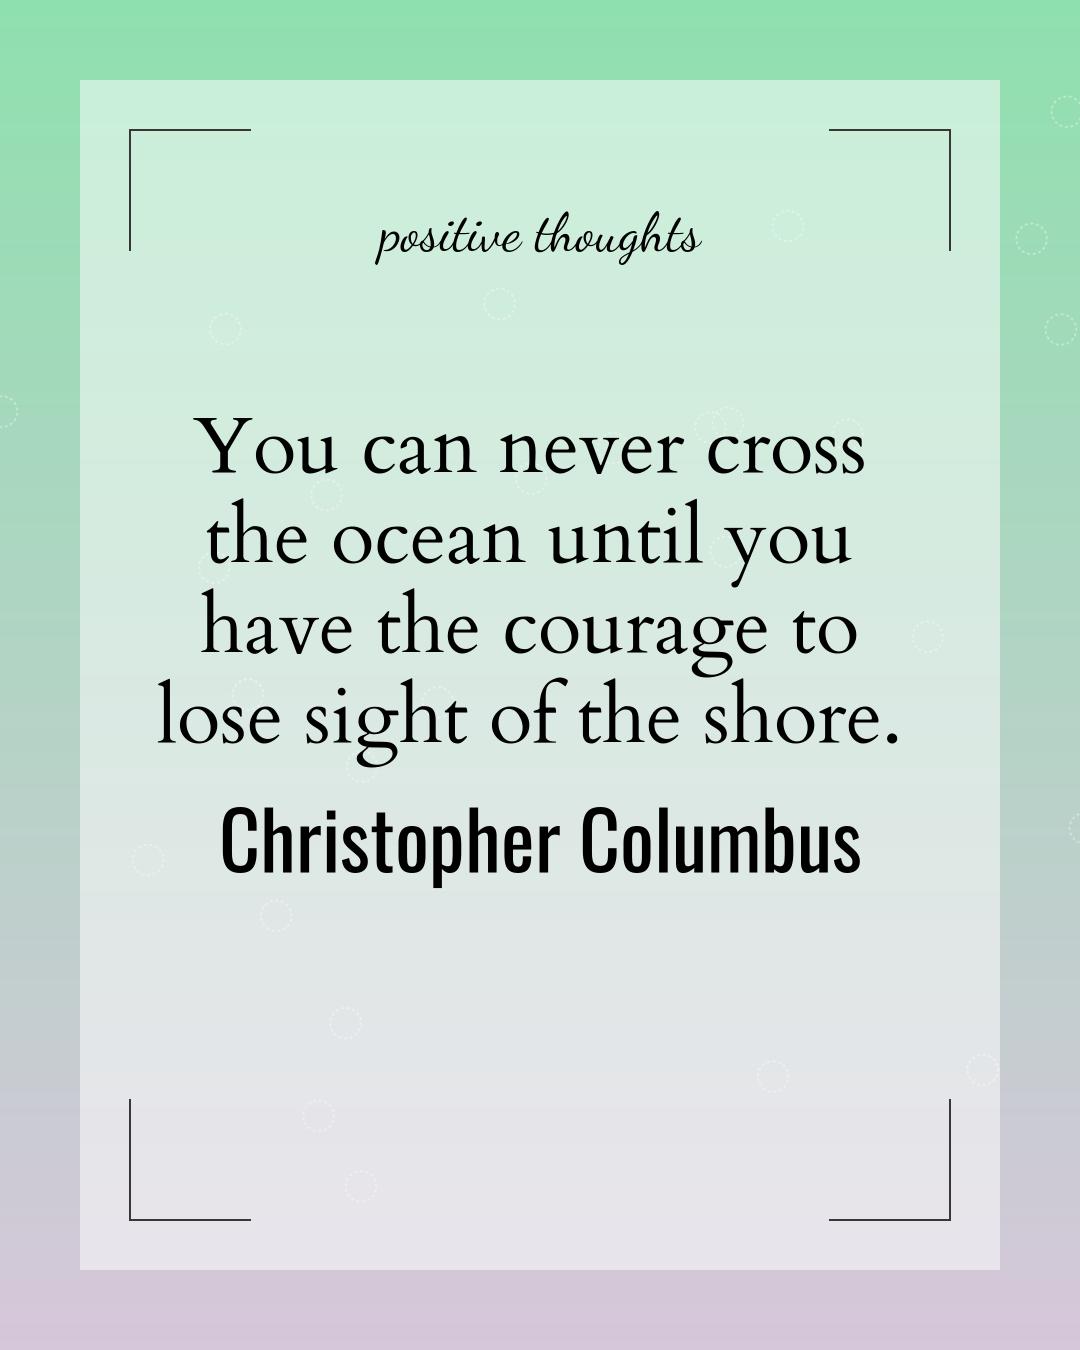 positive thoughts
You can never cross
the ocean until you
have the courage to
lose sight of the shore.
Christopher Columbus